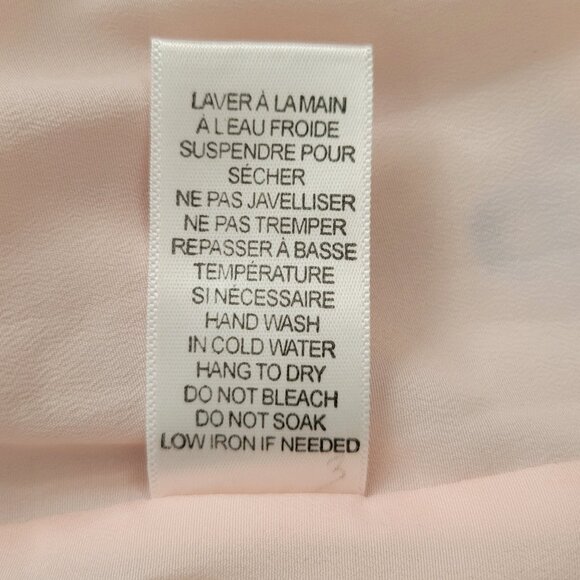 LAVER À LA MAIN
À L'EAU FROIDE
SUSPENDRE POUR
SÉCHER
NE PAS JAVELLISER
NE PAS TREMPER
REPASSER À BASSE
TEMPÉRATURE
SI NÉCESSAIRE
HAND WASH
IN COLD WATER
HANG TO DRY
DO NOT BLEACH
DO NOT SOAK
LOW IRON IF NEEDED